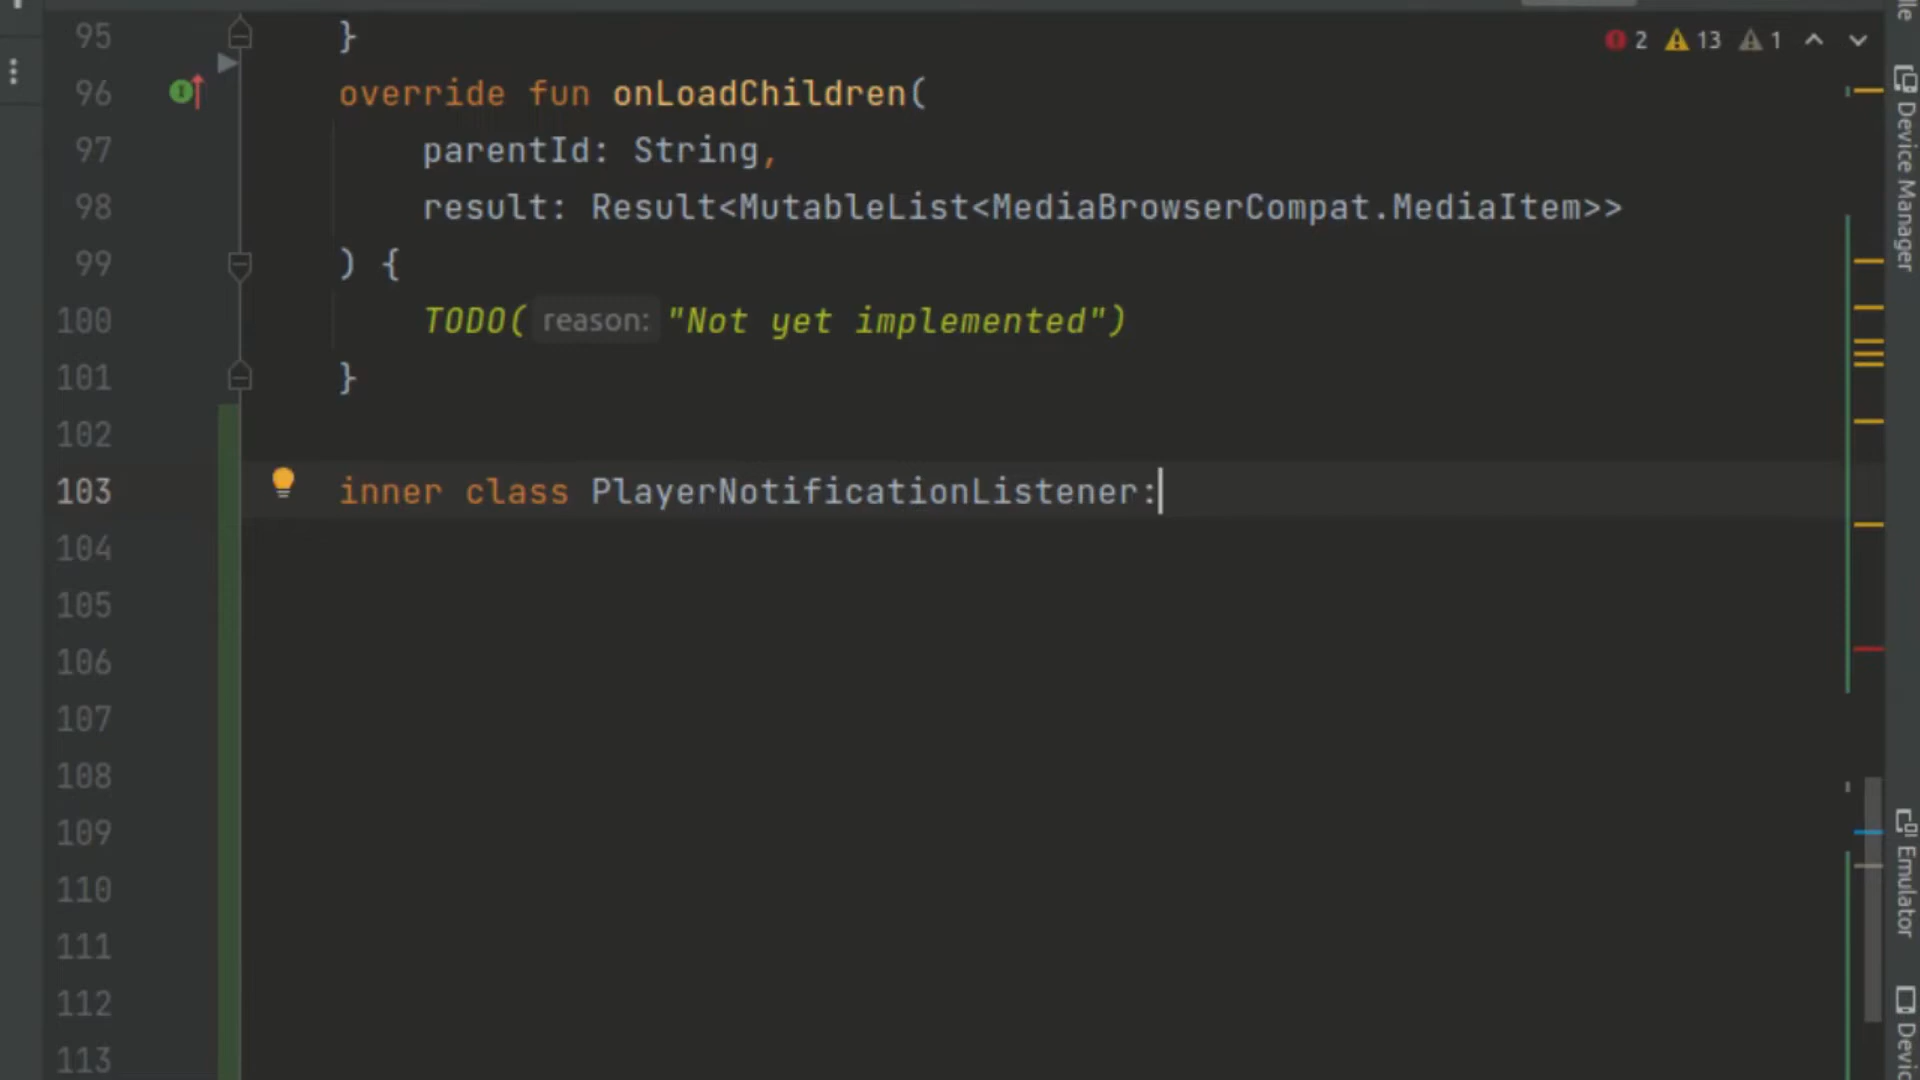 95 }
2 13 1
96 override fun onLoadChildren(
97 parentId: String,
98 result: Result<MutableList<MediaBrowserCompat.MediaItem>>
99 ) {
100 TODO( reason: "Not yet implemented")
101 }
102
103 inner class PlayerNotificationListener:
104
105
106
107
108
109
110
111
112
113
Device Manager
Emulator